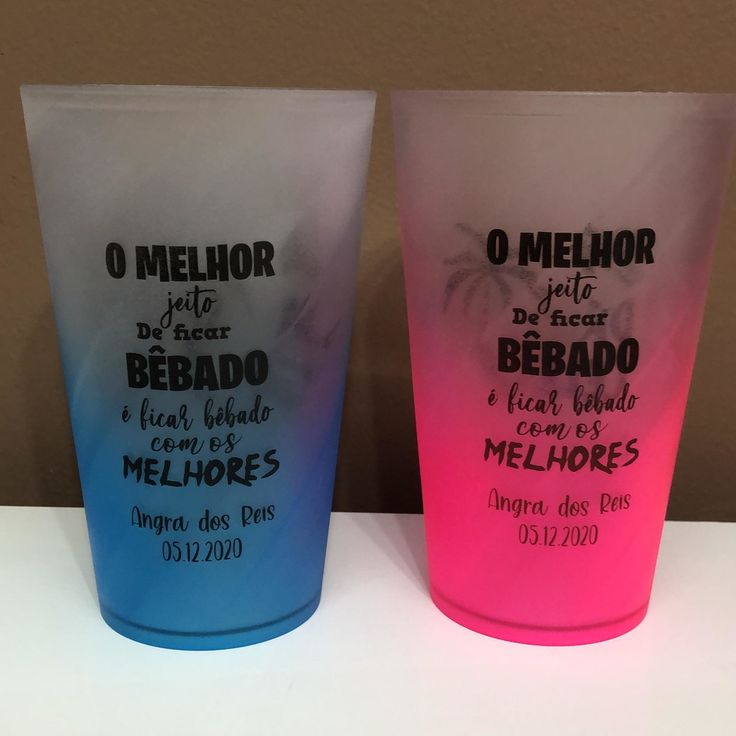 O MELHOR
jeito
De ficar
BÊBADO
é ficar bêbado
com os
MELHORES
Angra dos Reis
05.12.2020
O MELHOR
jeito
De ficar
BÊBADO
é ficar bêbado
com os
MELHORES
Angra dos Reis
05.12.2020